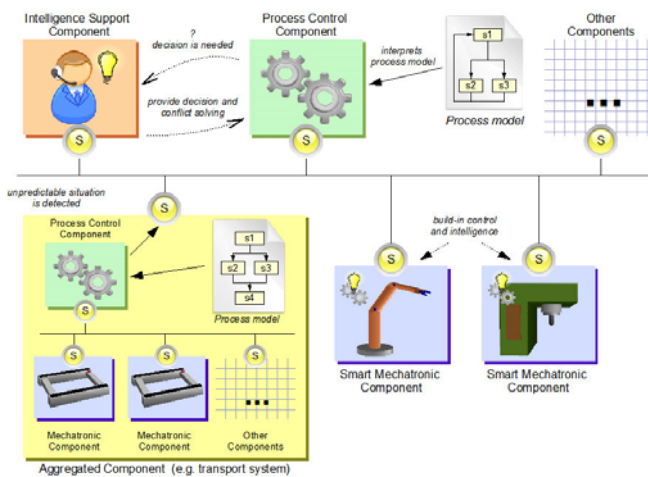 Intelligence Support
Component
Process Control
Component
Other
Components
?
decision is needed
interprets
process model
s1
s2
s3
provide decision and
conflict solving
Process model
...
S
S
S
unpredictable situation
is detected
S
Process Control
Component
s1
s2
s3
s4
Process model
build-in control
and intelligence
S
S
S
S
S
S
Smart Mechatronic
Component
Smart Mechatronic
Component
...
Mechatronic
Component
Mechatronic
Component
Other
Components
Aggregated Component (e.g. transport system)